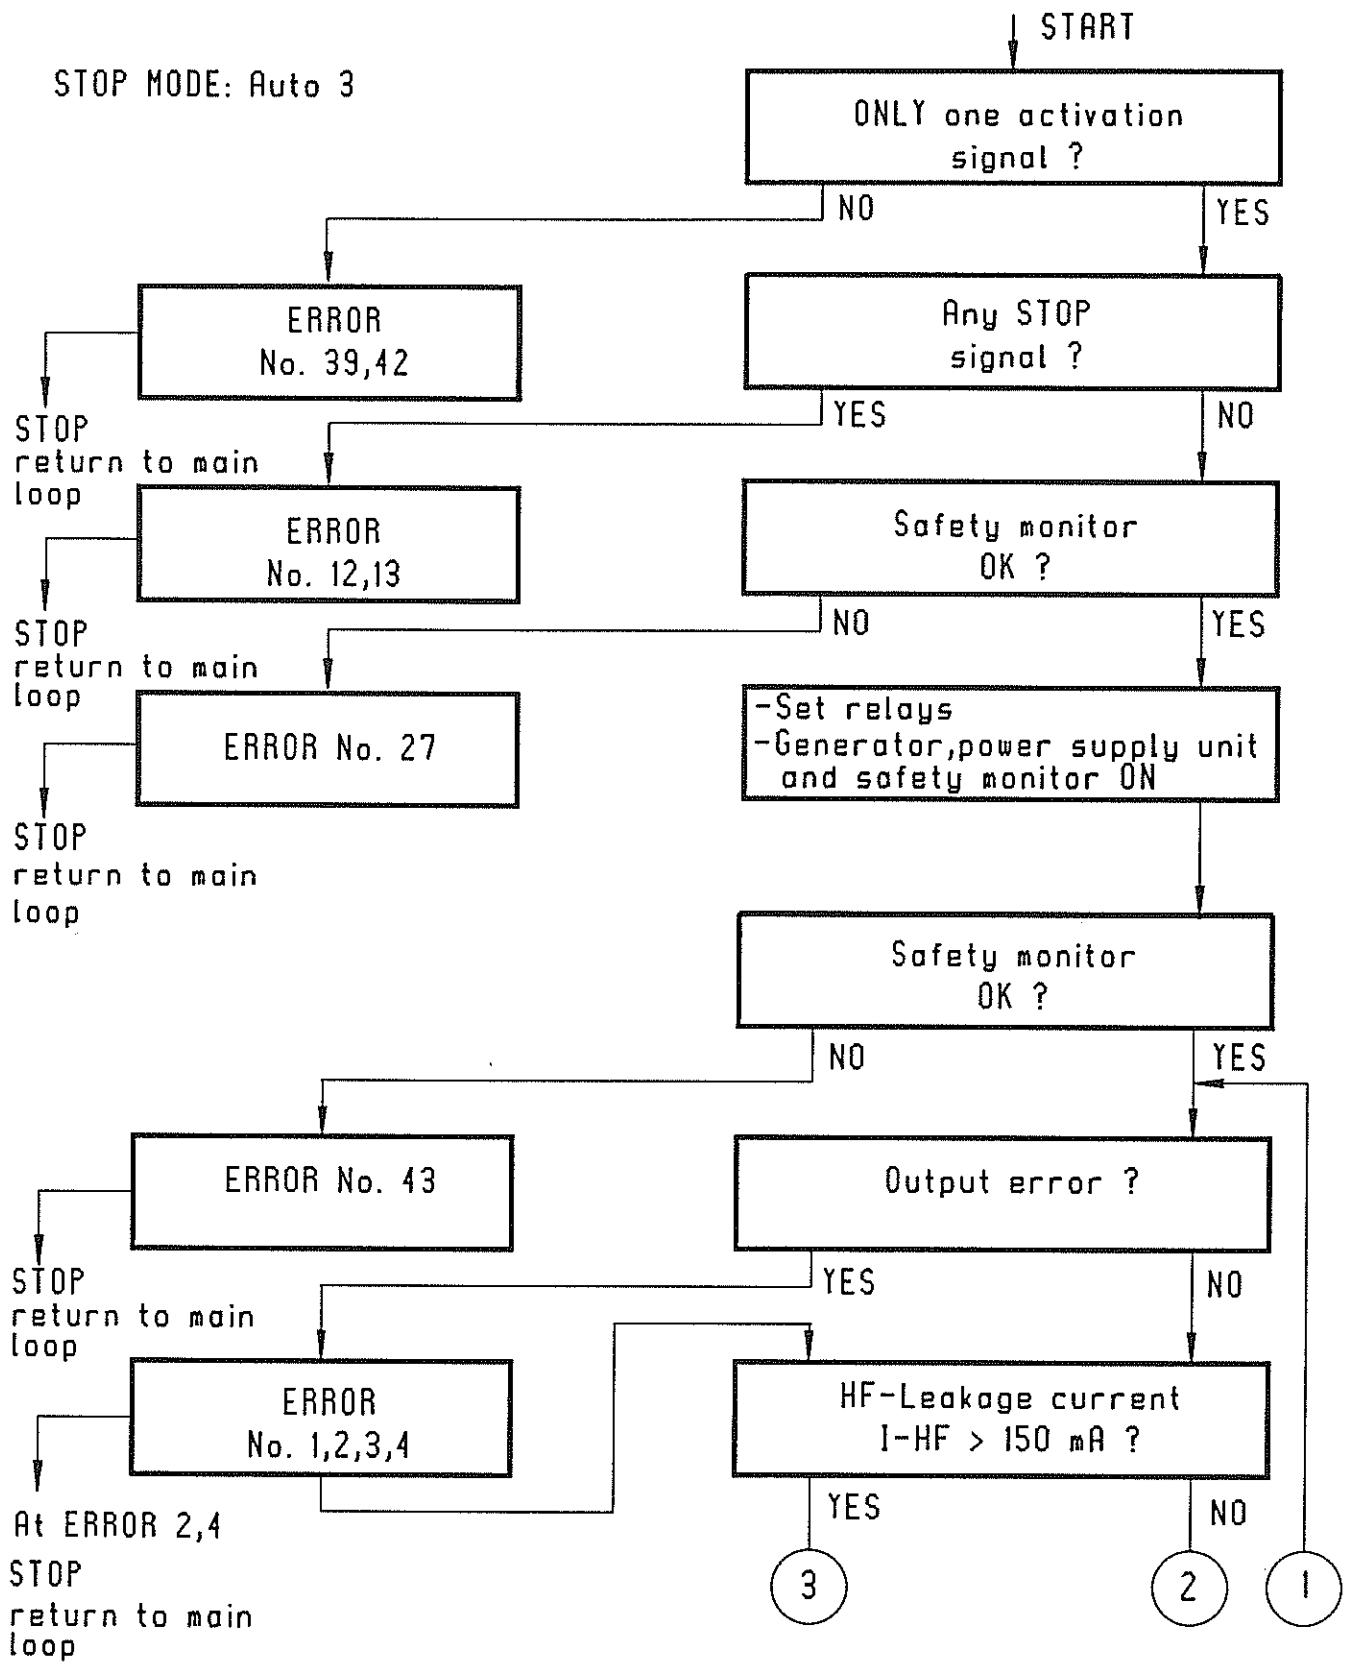 START
STOP MODE: Auto 3
ONLY one activation
signal ?
NO
YES
ERROR
No. 39,42
Any STOP
signal ?
STOP
return to main
loop
YES
NO
ERROR
No. 12,13
Safety monitor
OK ?
STOP
return to main
loop
NO
YES
ERROR No. 27
-Set relays
-Generator,power supply unit
and safety monitor ON
STOP
return to main
loop
Safety monitor
OK ?
NO
YES
ERROR No. 43
Output error ?
STOP
return to main
loop
YES
NO
ERROR
No. 1,2,3,4
HF-Leakage current
I-HF > 150 mA ?
At ERROR 2,4
STOP
return to main
loop
YES
NO
3
2
1